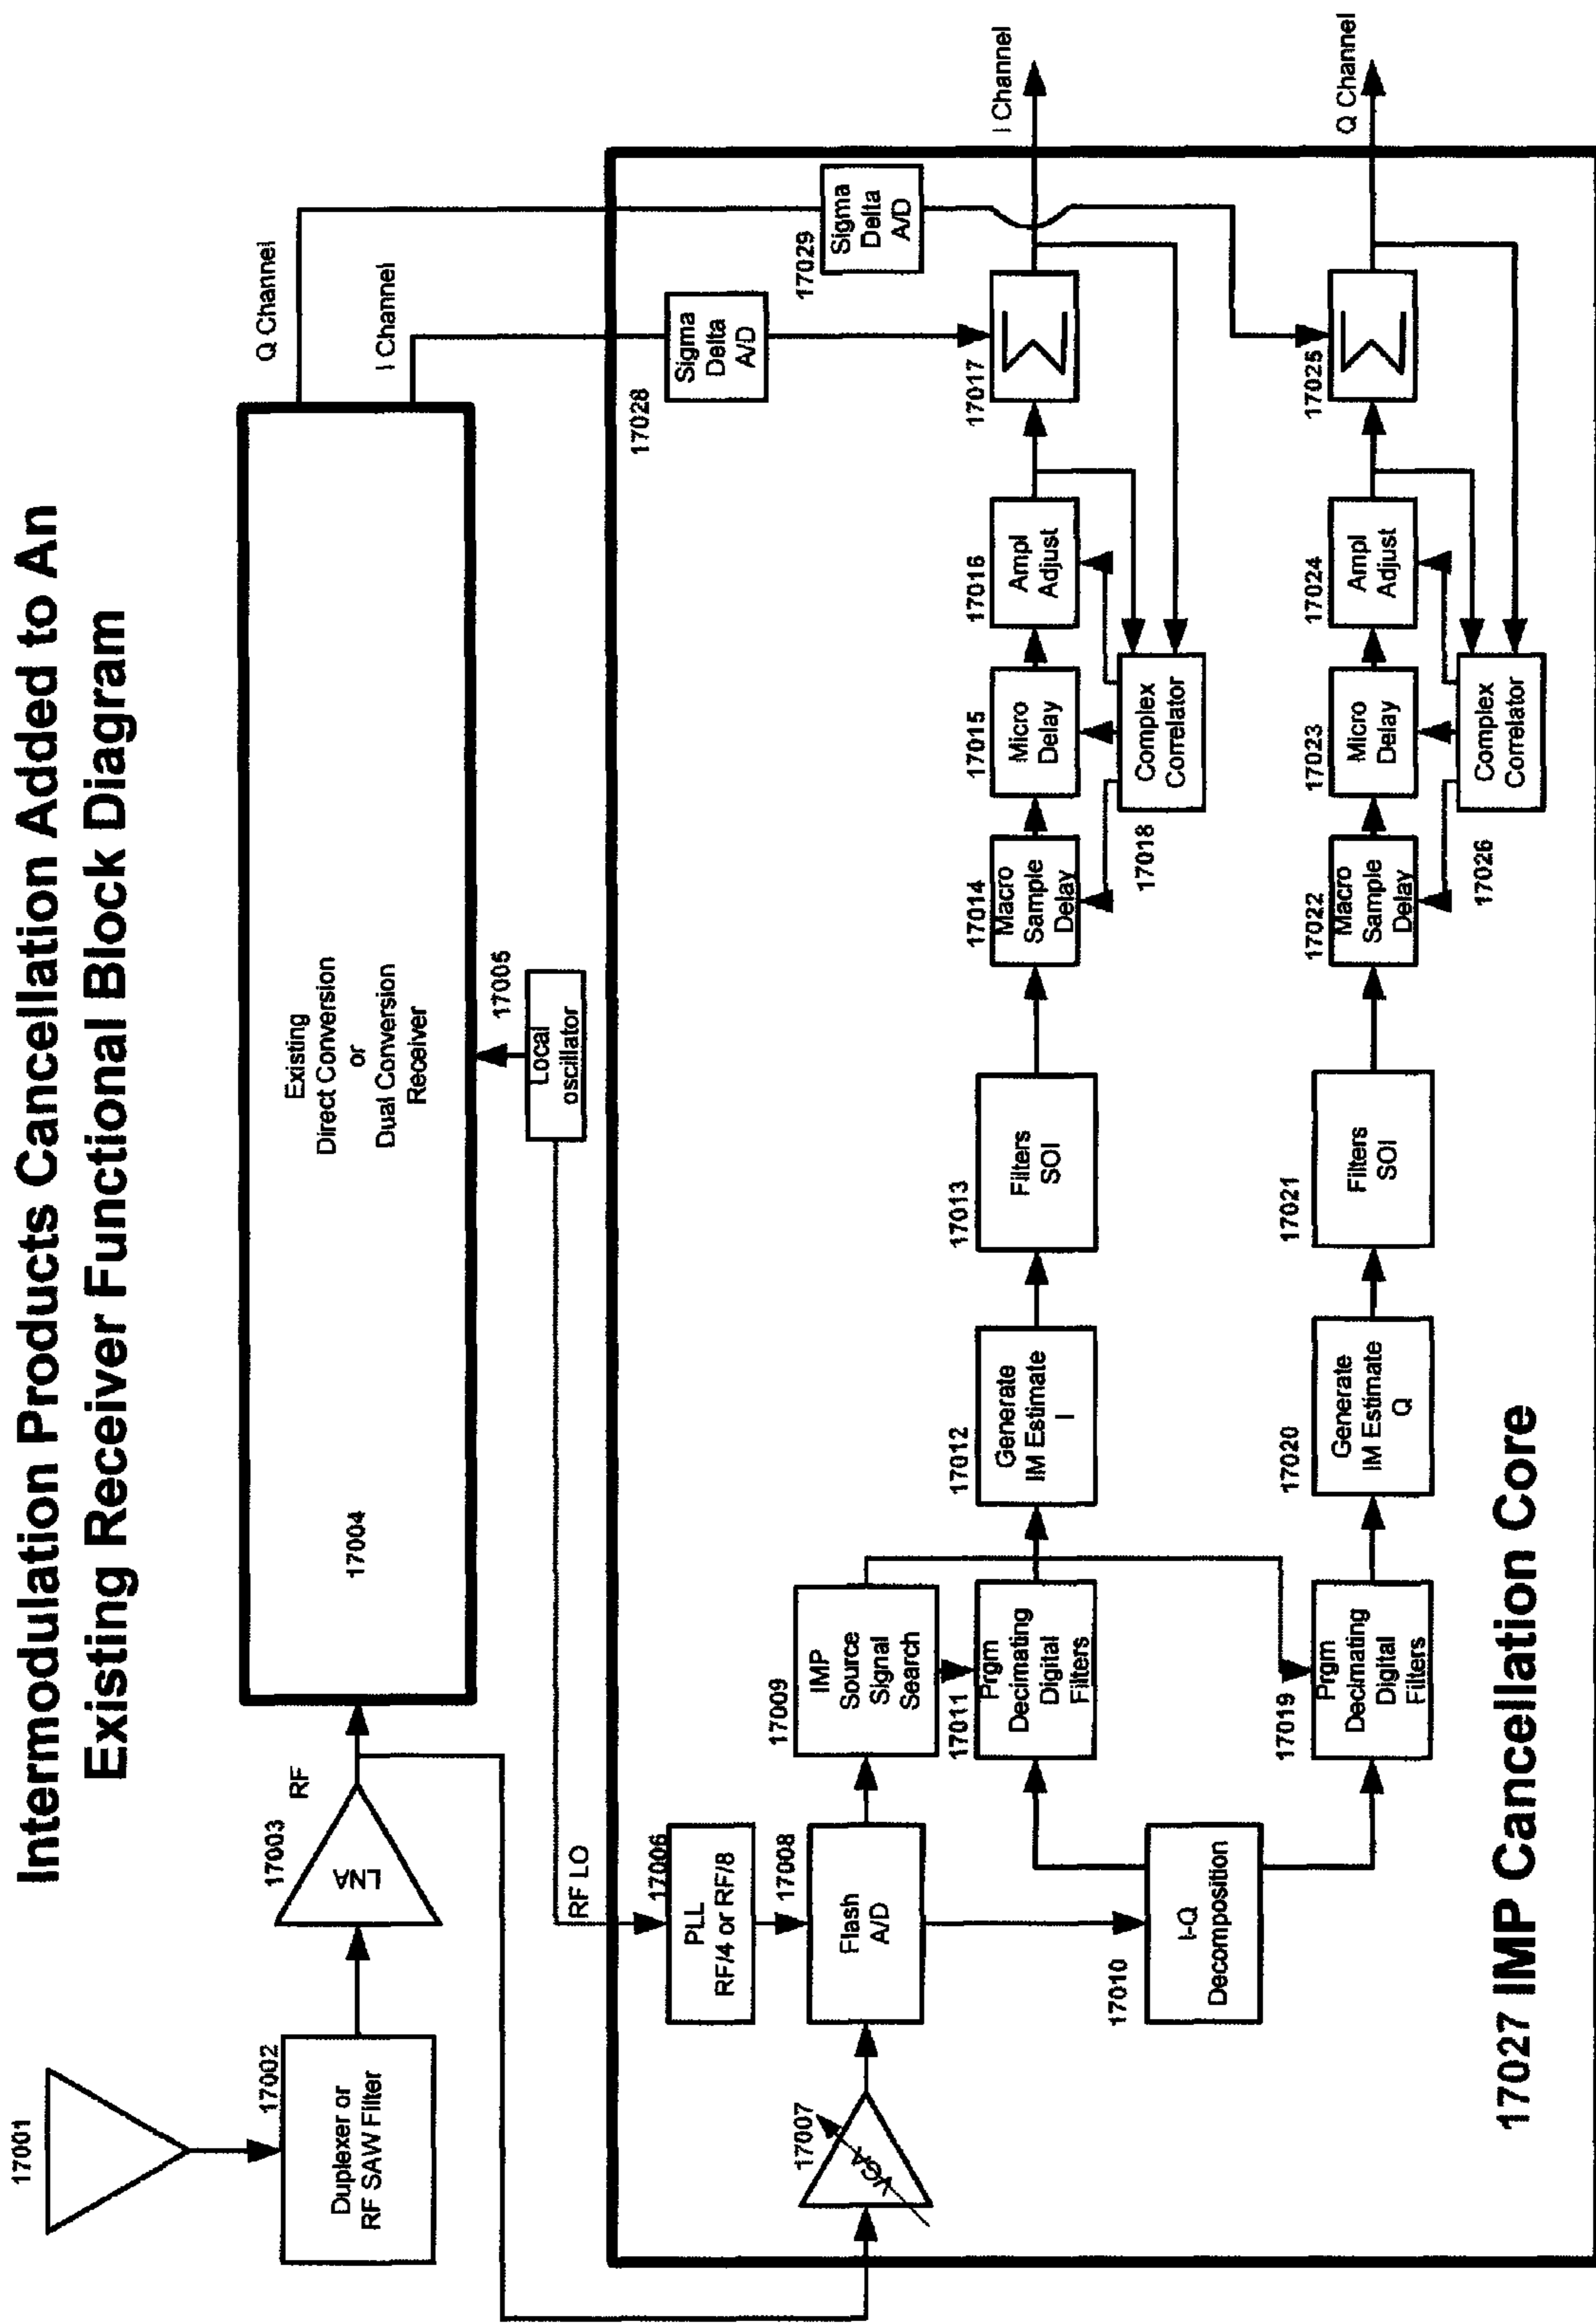 Intermodulation Products Cancellation Added to An
Existing Receiver Functional Block Diagram
17001
17002
Duplexer or
RF SAW Filter
17003
LNA
RF
17004
Existing
Direct Conversion
or
Dual Conversion
Receiver
Q Channel
I Channel
17005
Local
oscillator
RF LO
17006
PLL
RF/4 or RF/8
17007
VGA
17008
Flash
A/D
17009
IMP
Source
Signal
Search
17010
I-Q
Decomposition
17011
Prgm
Decimating
Digital
Filters
17012
Generate
IM Estimate
I
17013
Filters
SOI
17014
Macro
Sample
Delay
17015
Micro
Delay
17016
Ampl
Adjust
17017
Σ
17018
Complex
Correlator
17028
Sigma
Delta
A/D
17029
Sigma
Delta
A/D
I Channel
17019
Prgm
Decimating
Digital
Filters
17020
Generate
IM Estimate
Q
17021
Filters
SOI
17022
Macro
Sample
Delay
17023
Micro
Delay
17024
Ampl
Adjust
17025
Σ
17026
Complex
Correlator
Q Channel
17027 IMP Cancellation Core